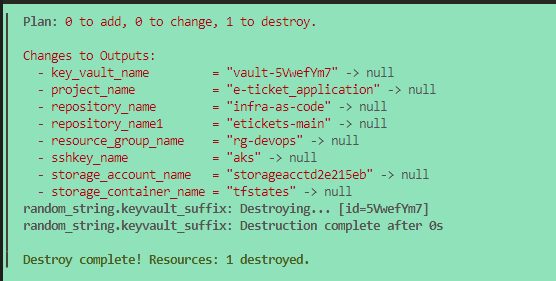 Plan: 0 to add, 0 to change, 1 to destroy.
Changes to Outputs:
- key_vault_name = "vault-5VwefYm7" -> null
- project_name = "e-ticket_application" -> null
- repository_name = "infra-as-code" -> null
- repository_name1 = "etickets-main" -> null
- resource_group_name = "rg-devops" -> null
- sshkey_name = "aks" -> null
- storage_account_name = "storageacctd2e215eb" -> null
- storage_container_name = "tfstates" -> null
random_string.keyvault_suffix: Destroying... [id=5VwefYm7]
random_string.keyvault_suffix: Destruction complete after 0s
Destroy complete! Resources: 1 destroyed.